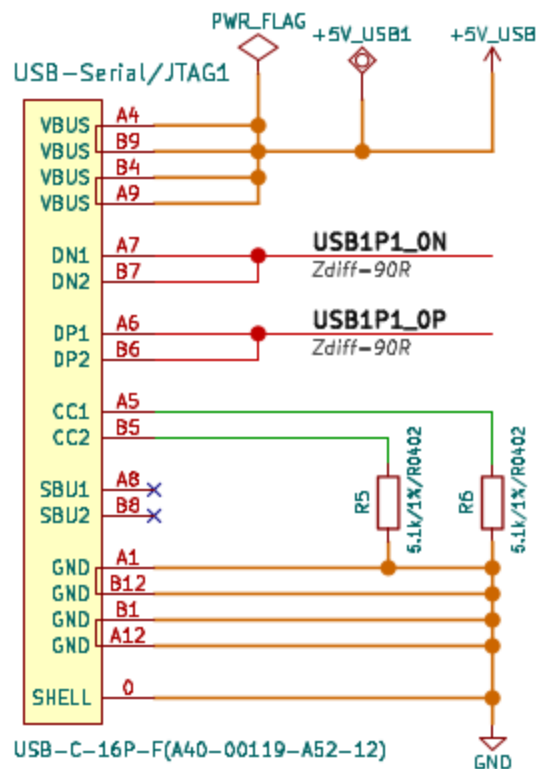 PWR_FLAG
+5V_USB1
+5V_USB
USB-Serial/JTAG1
VBUS A4
VBUS B9
VBUS B4
VBUS A9
DN1 A7
USB1P1_0N
DN2 B7
Zdiff-90R
DP1 A6
USB1P1_0P
DP2 B6
Zdiff-90R
CC1 A5
CC2 B5
SBU1 A8
SBU2 B8
R5
5.1k/1%/R0402
R6
5.1k/1%/R0402
GND A1
GND B12
GND B1
GND A12
SHELL 0
USB-C-16P-F(A40-00119-A52-12)
GND